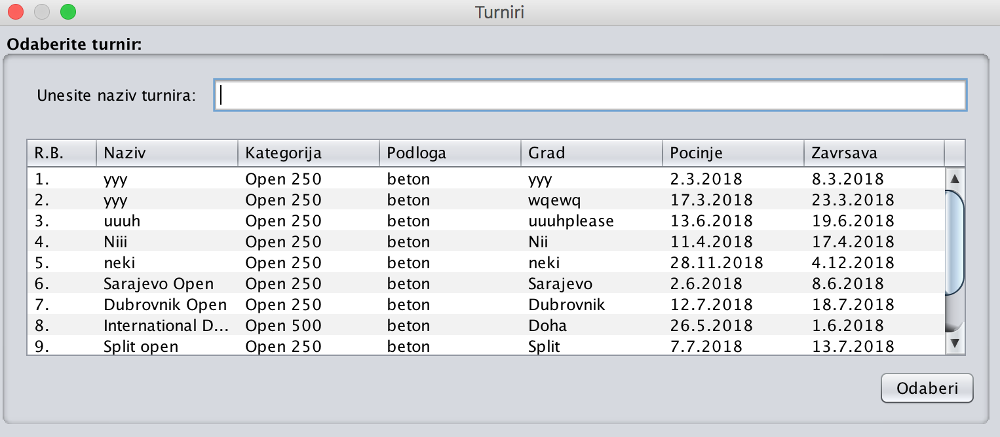 Turniri
Odaberite turnir:
Unesite naziv turnira:
R.B. Naziv Kategorija Podloga Grad Pocinje Zavrsava
1. yyy Open 250 beton yyy 2.3.2018 8.3.2018
2. yyy Open 250 beton wqewq 17.3.2018 23.3.2018
3. uuuh Open 250 beton uuuhplease 13.6.2018 19.6.2018
4. Niii Open 250 beton Nii 11.4.2018 17.4.2018
5. neki Open 250 beton neki 28.11.2018 4.12.2018
6. Sarajevo Open Open 250 beton Sarajevo 2.6.2018 8.6.2018
7. Dubrovnik Open Open 250 beton Dubrovnik 12.7.2018 18.7.2018
8. International D... Open 500 beton Doha 26.5.2018 1.6.2018
9. Split open Open 250 beton Split 7.7.2018 13.7.2018
Odaberi